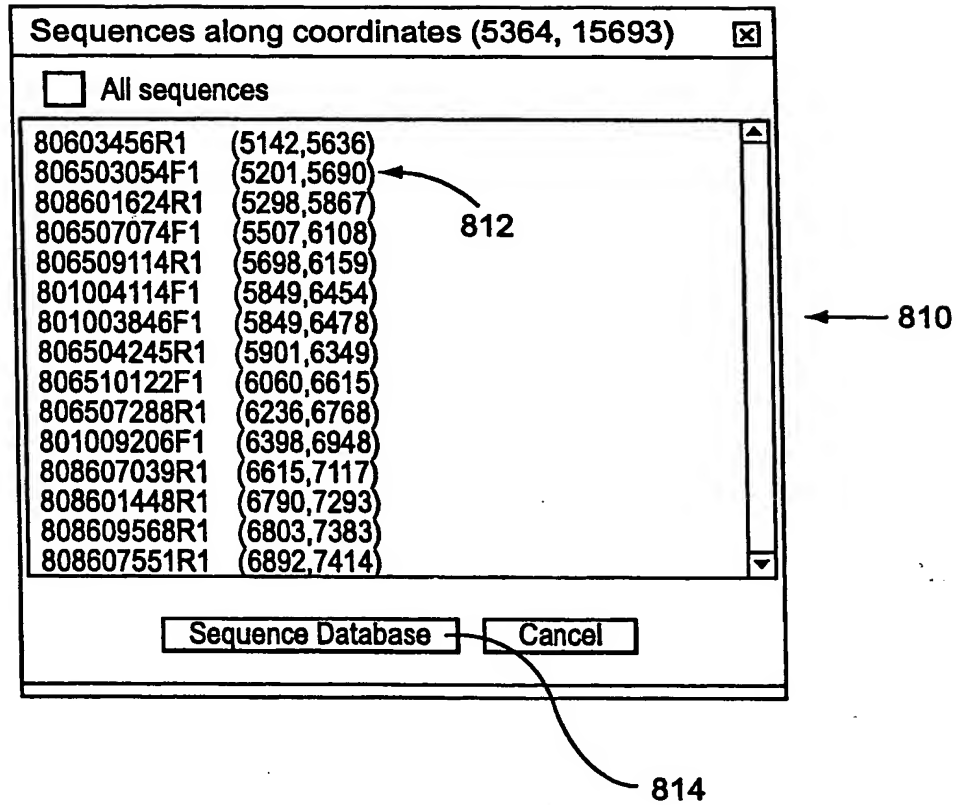 Sequences along coordinates (5364, 15693)
All sequences
80603456R1 (5142,5636)
806503054F1 (5201,5690)
808601624R1 (5298,5867)
806507074F1 (5507,6108)
806509114R1 (5698,6159)
801004114F1 (5849,6454)
801003846F1 (5849,6478)
806504245R1 (5901,6349)
806510122F1 (6060,6615)
806507288R1 (6236,6768)
801009206F1 (6398,6948)
808607039R1 (6615,7117)
808601448R1 (6790,7293)
808609568R1 (6803,7383)
808607551R1 (6892,7414)
812
810
Sequence Database Cancel
814